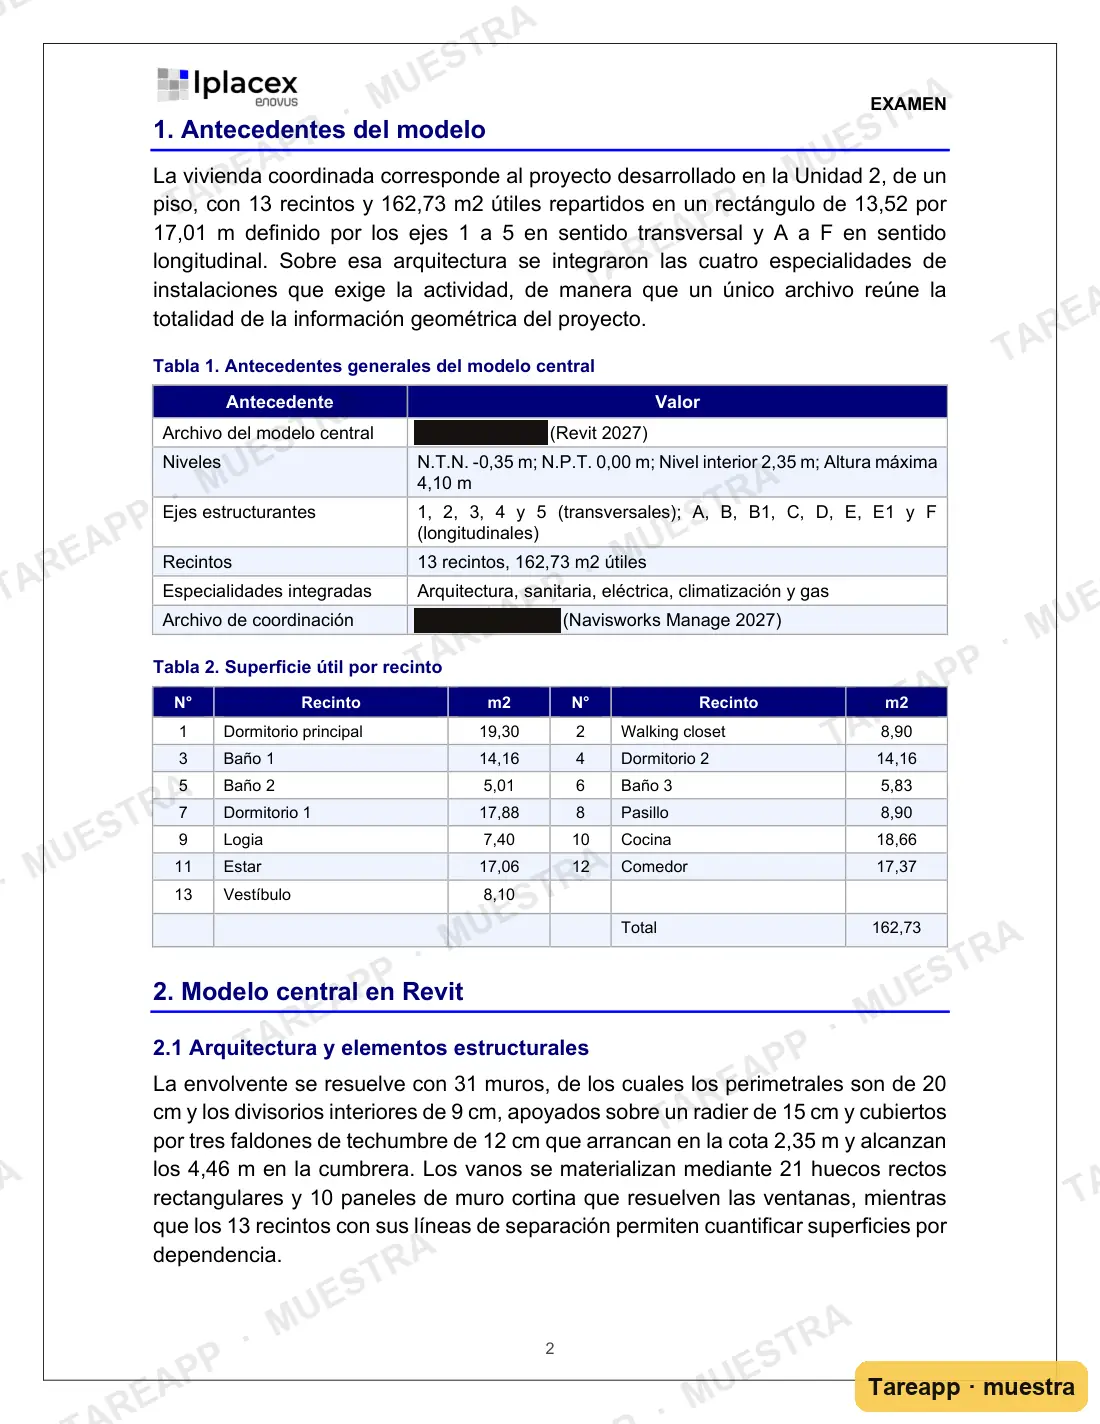 Iplacex
enovus
EXAMEN
1. Antecedentes del modelo
La vivienda coordinada corresponde al proyecto desarrollado en la Unidad 2, de un
piso, con 13 recintos y 162,73 m2 útiles repartidos en un rectángulo de 13,52 por
17,01 m definido por los ejes 1 a 5 en sentido transversal y A a F en sentido
longitudinal. Sobre esa arquitectura se integraron las cuatro especialidades de
instalaciones que exige la actividad, de manera que un único archivo reúne la
totalidad de la información geométrica del proyecto.
Tabla 1. Antecedentes generales del modelo central
Antecedente Valor
Archivo del modelo central (Revit 2027)
Niveles N.T.N. -0,35 m; N.P.T. 0,00 m; Nivel interior 2,35 m; Altura máxima
4,10 m
Ejes estructurantes 1, 2, 3, 4 y 5 (transversales); A, B, B1, C, D, E, E1 y F
(longitudinales)
Recintos 13 recintos, 162,73 m2 útiles
Especialidades integradas Arquitectura, sanitaria, eléctrica, climatización y gas
Archivo de coordinación (Navisworks Manage 2027)
Tabla 2. Superficie útil por recinto
N° Recinto m2 N° Recinto m2
1 Dormitorio principal 19,30 2 Walking closet 8,90
3 Baño 1 14,16 4 Dormitorio 2 14,16
5 Baño 2 5,01 6 Baño 3 5,83
7 Dormitorio 1 17,88 8 Pasillo 8,90
9 Logia 7,40 10 Cocina 18,66
11 Estar 17,06 12 Comedor 17,37
13 Vestíbulo 8,10
Total 162,73
2. Modelo central en Revit
2.1 Arquitectura y elementos estructurales
La envolvente se resuelve con 31 muros, de los cuales los perimetrales son de 20
cm y los divisorios interiores de 9 cm, apoyados sobre un radier de 15 cm y cubiertos
por tres faldones de techumbre de 12 cm que arrancan en la cota 2,35 m y alcanzan
los 4,46 m en la cumbrera. Los vanos se materializan mediante 21 huecos rectos
rectangulares y 10 paneles de muro cortina que resuelven las ventanas, mientras
que los 13 recintos con sus líneas de separación permiten cuantificar superficies por
dependencia.
2
Tareapp · muestra
TAREAPP · MUESTRA